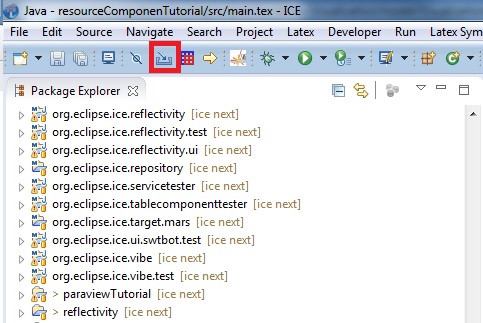 Java - resourceComponenTutorial/src/main.tex - ICE
File Edit Source Navigate Search Project Latex Developer Run Latex Sym
Package Explorer
org.eclipse.ice.reflectivity [ice next]
org.eclipse.ice.reflectivity.test [ice next]
org.eclipse.ice.reflectivity.ui [ice next]
org.eclipse.ice.repository [ice next]
org.eclipse.ice.servicetester [ice next]
org.eclipse.ice.tablecomponenttester [ice next]
org.eclipse.ice.target.mars [ice next]
org.eclipse.ice.ui.swtbot.test [ice next]
org.eclipse.ice.vibe [ice next]
org.eclipse.ice.vibe.test [ice next]
> paraviewTutorial [ice next]
> reflectivity [ice next]